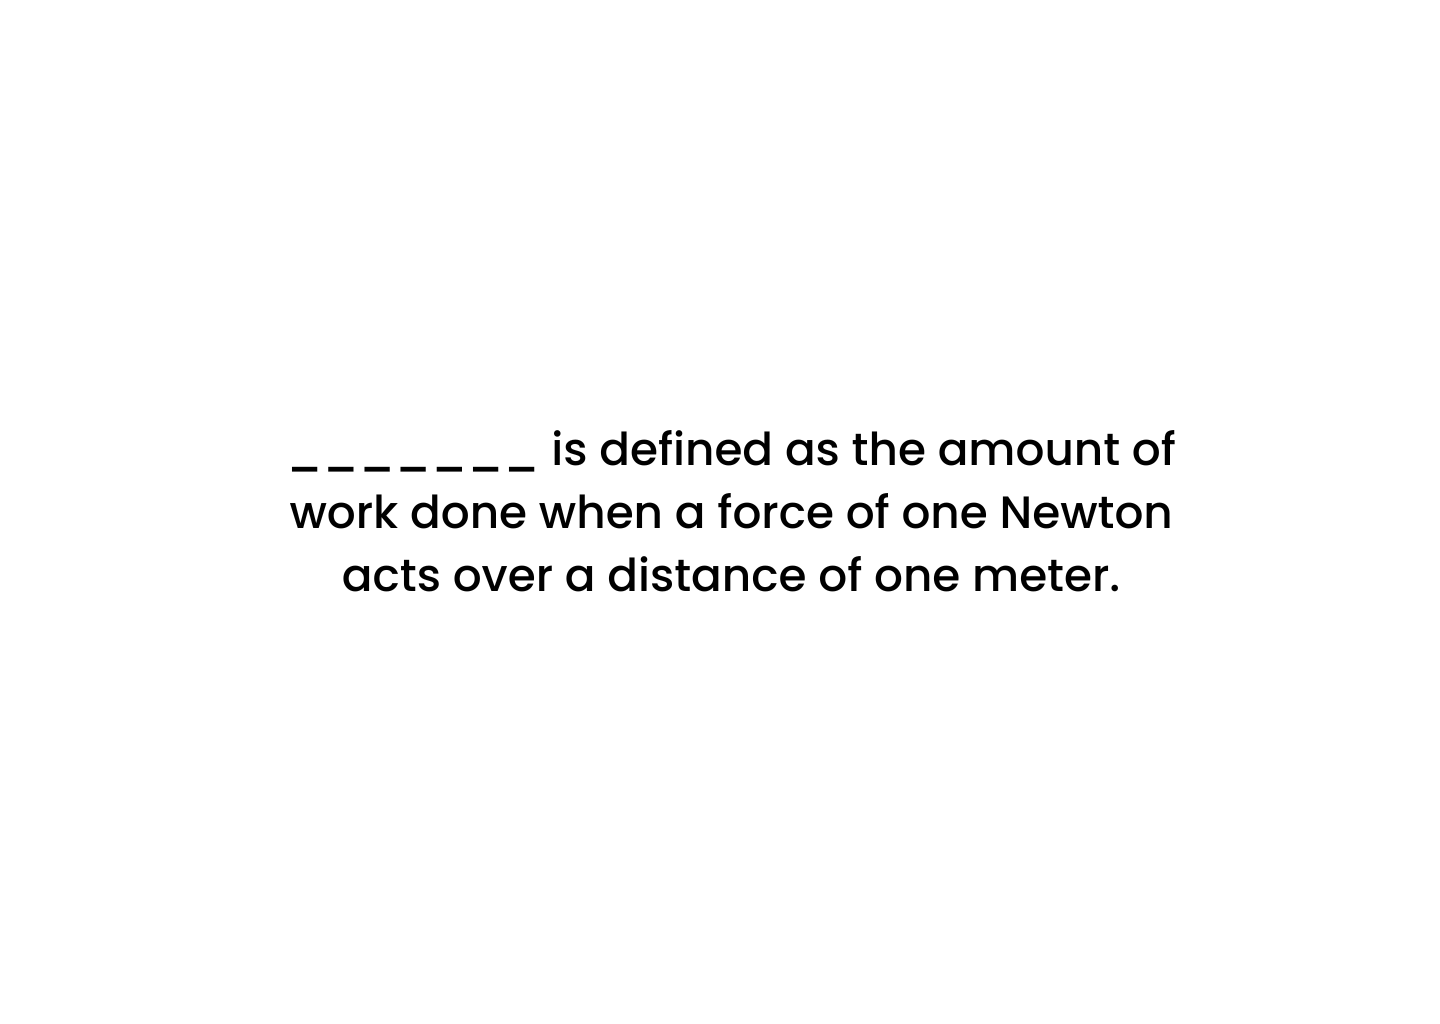 _ _ _ _ _ _ _ is defined as the amount of
work done when a force of one Newton
acts over a distance of one meter.